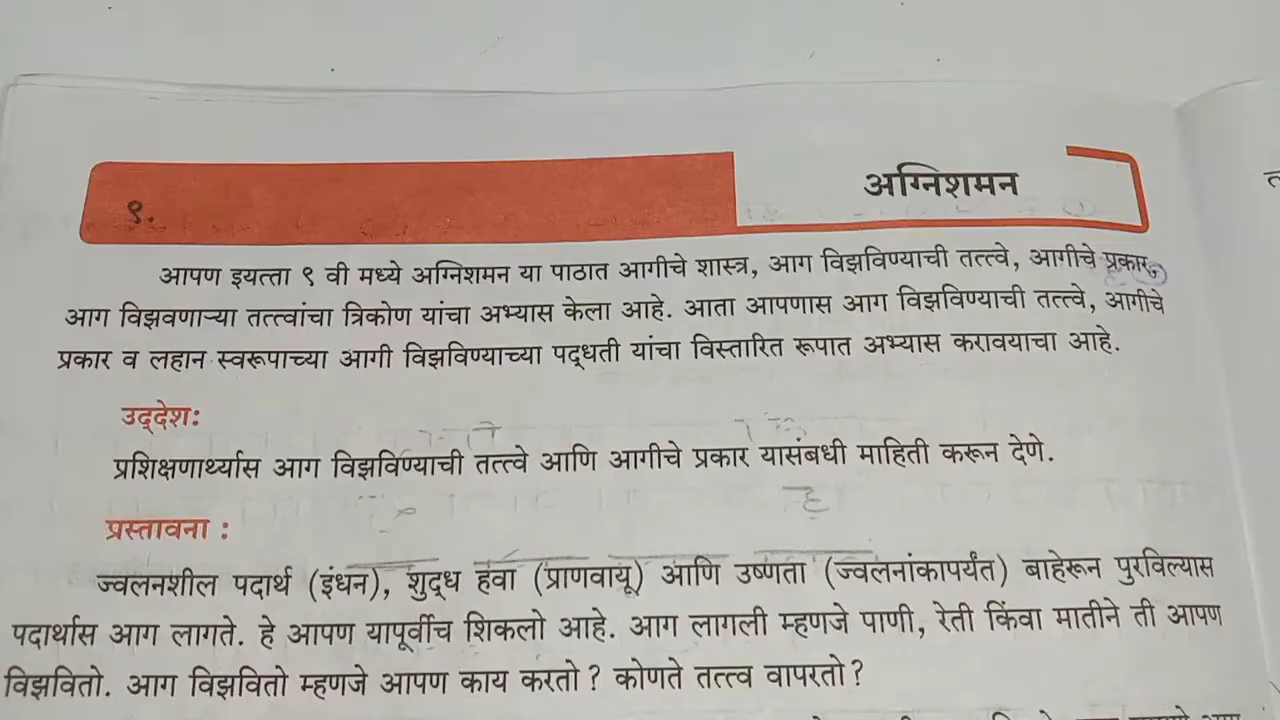 ९.
अग्निशमन
आपण इयत्ता ९ वी मध्ये अग्निशमन या पाठात आगीचे शास्त्र, आग विझविण्याची तत्त्वे, आगीचे प्रकार,
आग विझवणाऱ्या तत्त्वांचा त्रिकोण यांचा अभ्यास केला आहे. आता आपणास आग विझविण्याची तत्त्वे, आगीचे
प्रकार व लहान स्वरूपाच्या आगी विझविण्याच्या पद्धती यांचा विस्तारित रूपात अभ्यास करावयाचा आहे.
उद्देशः
प्रशिक्षणार्थ्यास आग विझविण्याची तत्त्वे आणि आगीचे प्रकार यासंबधी माहिती करून देणे.
प्रस्तावना :
ज्वलनशील पदार्थ (इंधन), शुद्ध हवा (प्राणवायू) आणि उष्णता (ज्वलनांकापर्यंत) बाहेरून पुरविल्यास
पदार्थास आग लागते. हे आपण यापूर्वीच शिकलो आहे. आग लागली म्हणजे पाणी, रेती किंवा मातीने ती आपण
विझवितो. आग विझवितो म्हणजे आपण काय करतो? कोणते तत्त्व वापरतो?